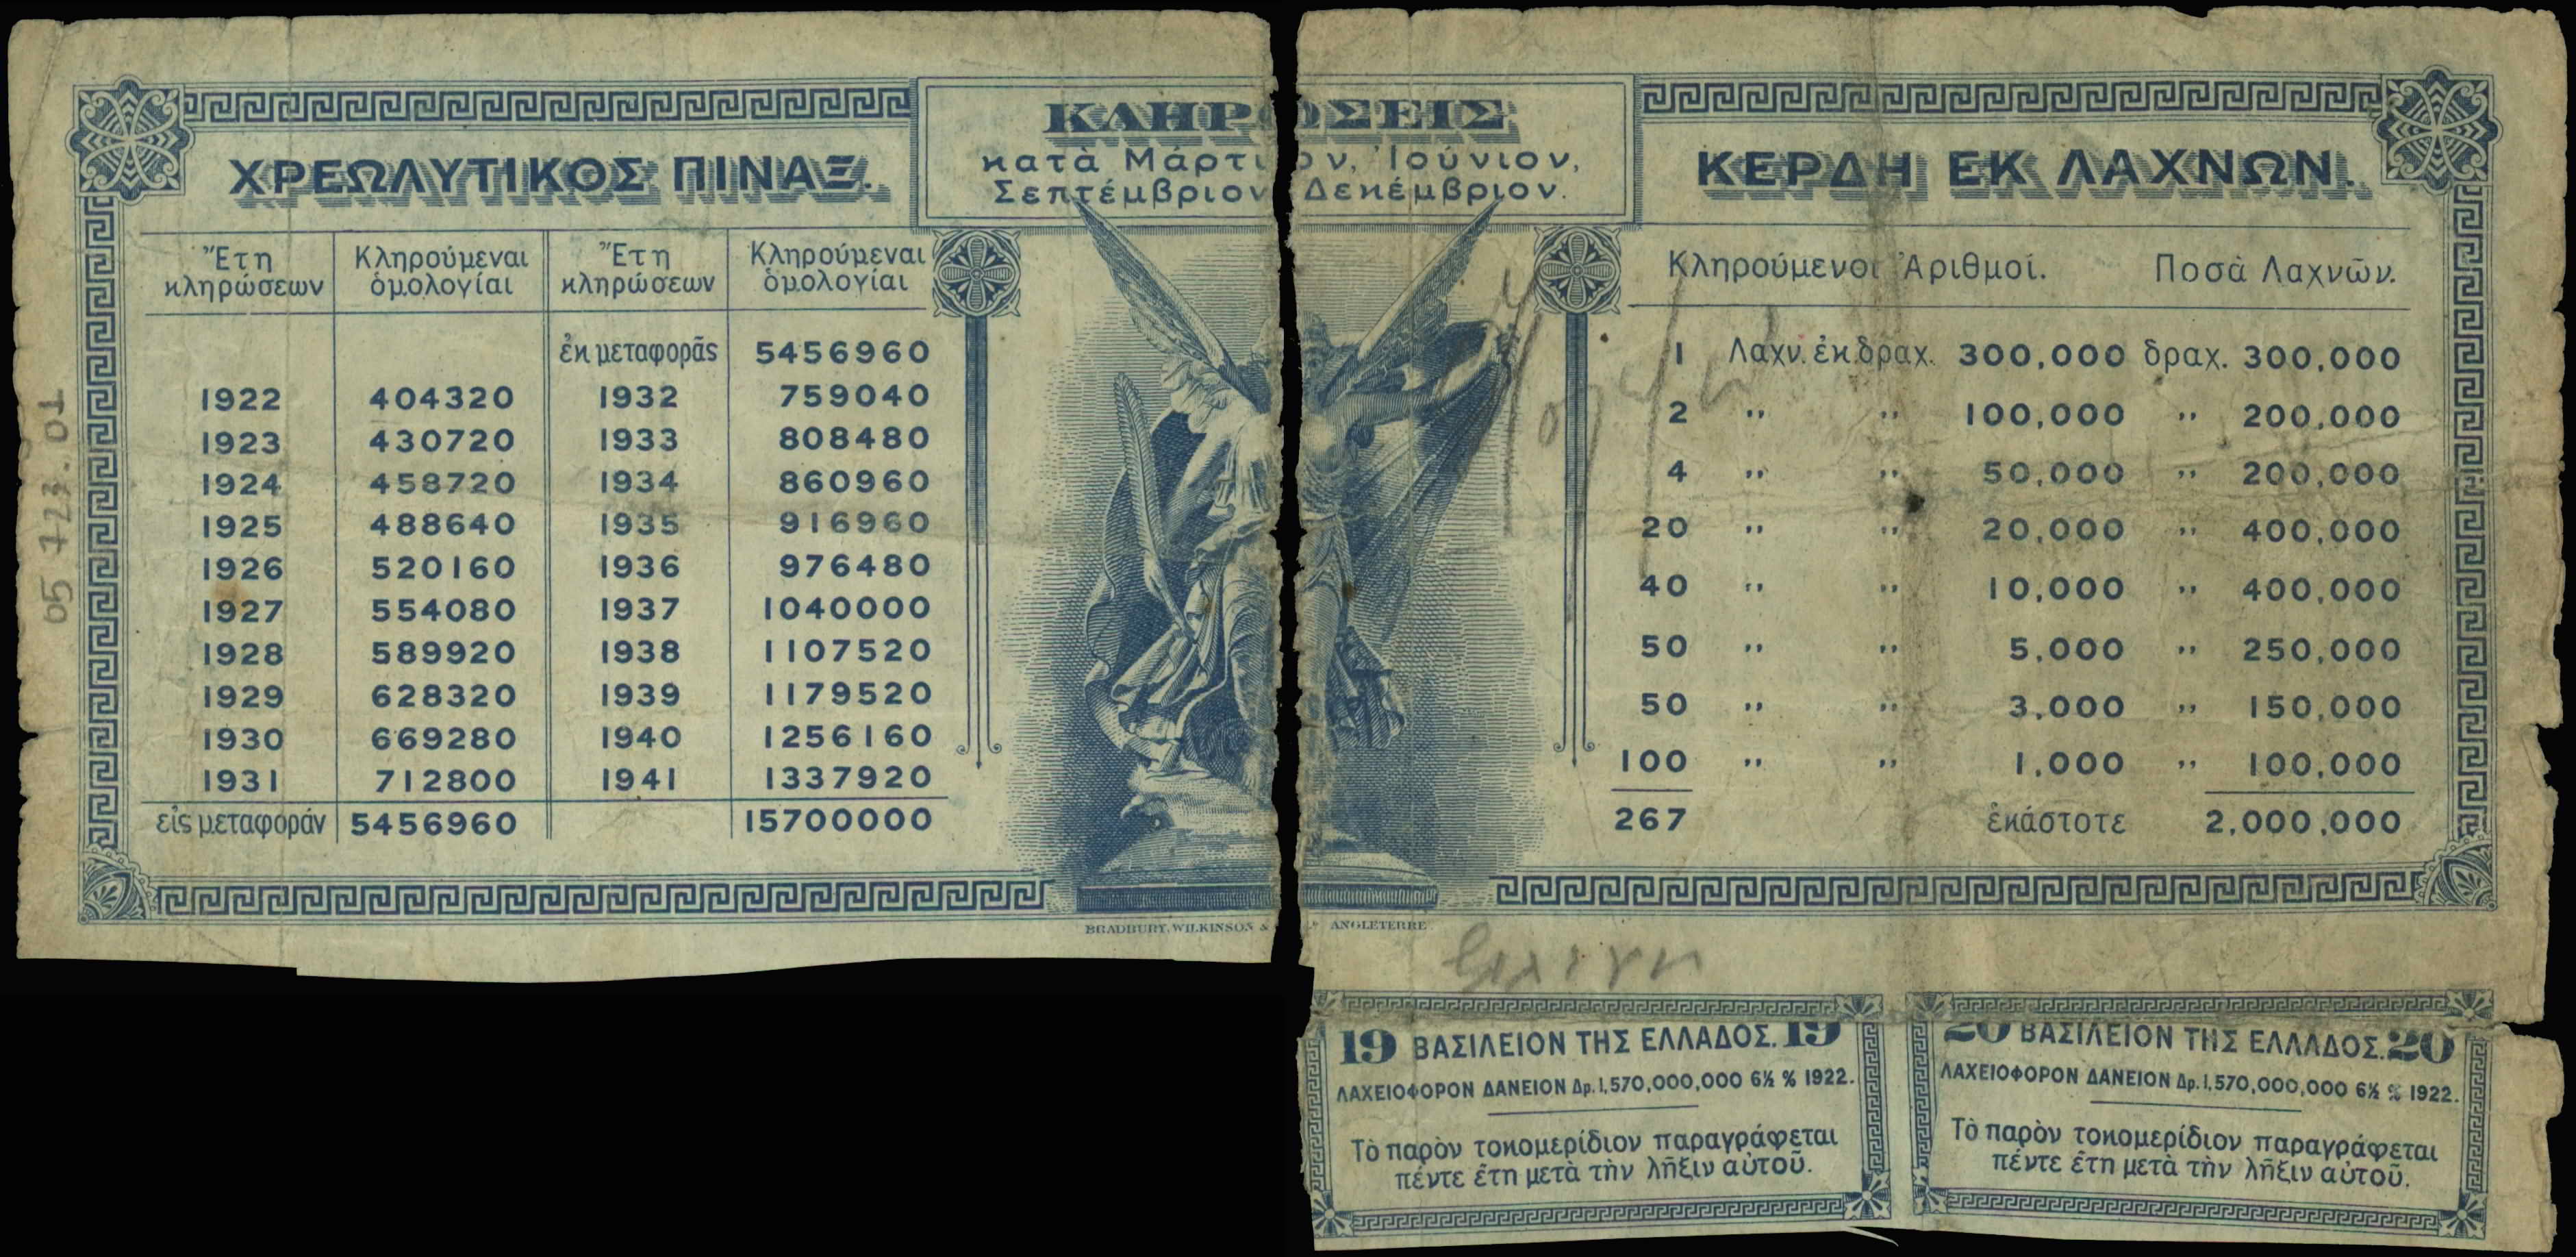 ΚΛΗΡΩΣΕΙΣ
κατὰ Μάρτιον, Ἰούνιον,
Σεπτέμβριον Δεκέμβριον.
ΧΡΕΩΛΥΤΙΚΟΣ ΠΙΝΑΞ.
Ἔτη κληρώσεων Κληρούμεναι ὁμολογίαι Ἔτη κληρώσεων Κληρούμεναι ὁμολογίαι
ἐκ μεταφορᾶς 5456960
1922 404320 1932 759040
1923 430720 1933 808480
1924 458720 1934 860960
1925 488640 1935 916960
1926 520160 1936 976480
1927 554080 1937 1040000
1928 589920 1938 1107520
1929 628320 1939 1179520
1930 669280 1940 1256160
1931 712800 1941 1337920
εἰς μεταφοράν 5456960 15700000
ΚΕΡΔΗ ΕΚ ΛΑΧΝΩΝ.
Κληρούμενοι Ἀριθμοί. Ποσὰ Λαχνῶν.
1 Λαχν. ἐκ δραχ. 300,000 δραχ. 300,000
2 ,, ,, 100,000 ,, 200,000
4 ,, ,, 50,000 ,, 200,000
20 ,, ,, 20,000 ,, 400,000
40 ,, ,, 10,000 ,, 400,000
50 ,, ,, 5,000 ,, 250,000
50 ,, ,, 3,000 ,, 150,000
100 ,, ,, 1,000 ,, 100,000
267 ἑκάστοτε 2,000,000
BRADBURY, WILKINSON & ANGLETERRE
05 723.01
19 ΒΑΣΙΛΕΙΟΝ ΤΗΣ ΕΛΛΑΔΟΣ. 19
ΛΑΧΕΙΟΦΟΡΟΝ ΔΑΝΕΙΟΝ Δρ. 1,570,000,000 6½ % 1922.
Τὸ παρὸν τοκομερίδιον παραγράφεται
πέντε ἔτη μετὰ τὴν λῆξιν αὐτοῦ.
20 ΒΑΣΙΛΕΙΟΝ ΤΗΣ ΕΛΛΑΔΟΣ. 20
ΛΑΧΕΙΟΦΟΡΟΝ ΔΑΝΕΙΟΝ Δρ. 1,570,000,000 6½ % 1922.
Τὸ παρὸν τοκομερίδιον παραγράφεται
πέντε ἔτη μετὰ τὴν λῆξιν αὐτοῦ.